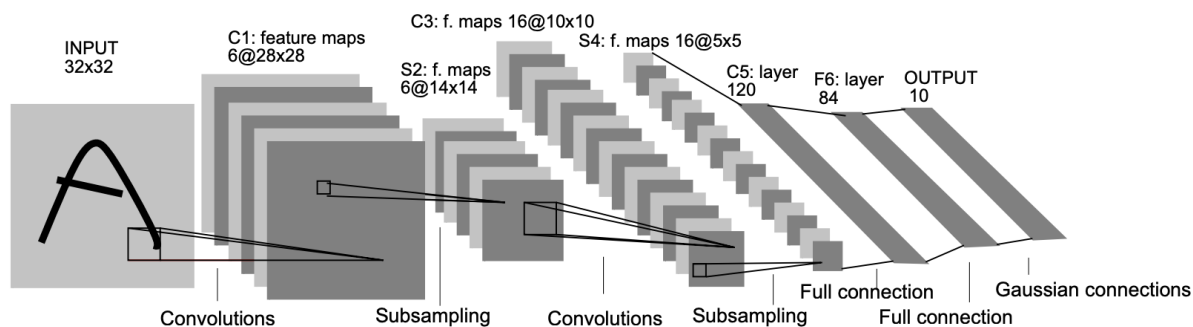 INPUT
32x32
C1: feature maps
6@28x28
S2: f. maps
6@14x14
C3: f. maps 16@10x10
S4: f. maps 16@5x5
C5: layer
120
F6: layer
84
OUTPUT
10
Convolutions
Subsampling
Convolutions
Subsampling
Full connection
Full connection
Gaussian connections
A